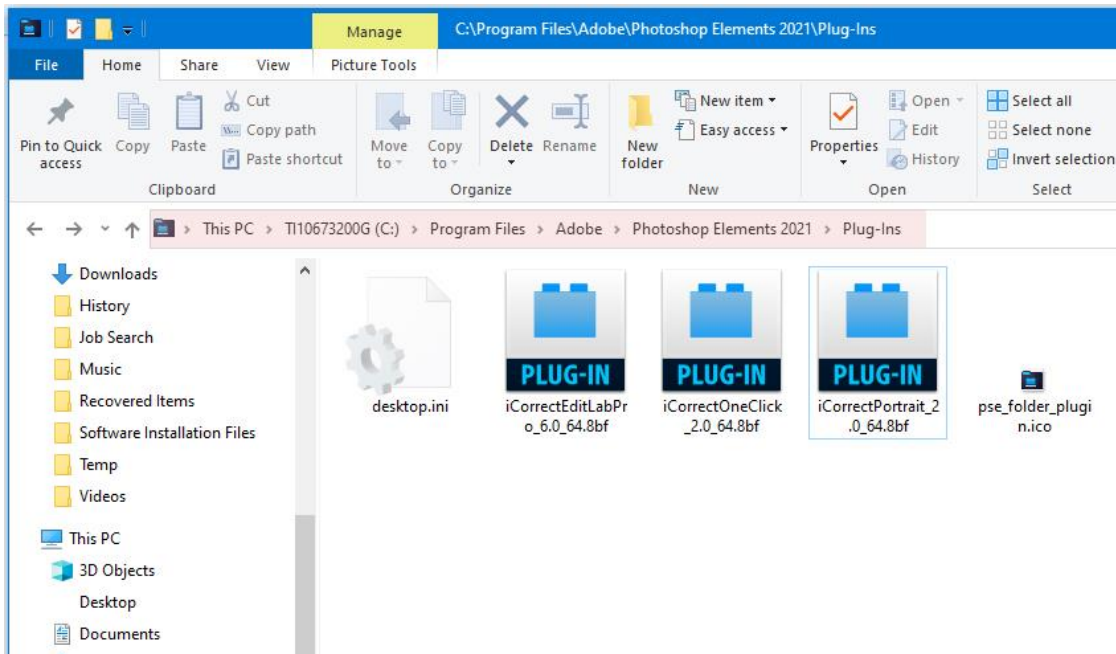 Manage
C:\Program Files\Adobe\Photoshop Elements 2021\Plug-Ins
File Home Share View Picture Tools
Pin to Quick access
Copy
Paste
Cut
Copy path
Paste shortcut
Clipboard
Move to
Copy to
Delete
Rename
Organize
New folder
New item
Easy access
New
Properties
Open
Edit
History
Open
Select all
Select none
Invert selection
Select
This PC > TI10673200G (C:) > Program Files > Adobe > Photoshop Elements 2021 > Plug-Ins
Downloads
History
Job Search
Music
Recovered Items
Software Installation Files
Temp
Videos
This PC
3D Objects
Desktop
Documents
desktop.ini
PLUG-IN
iCorrectEditLabPr
o_6.0_64.8bf
PLUG-IN
iCorrectOneClick
_2.0_64.8bf
PLUG-IN
iCorrectPortrait_2
.0_64.8bf
pse_folder_plugi
n.ico